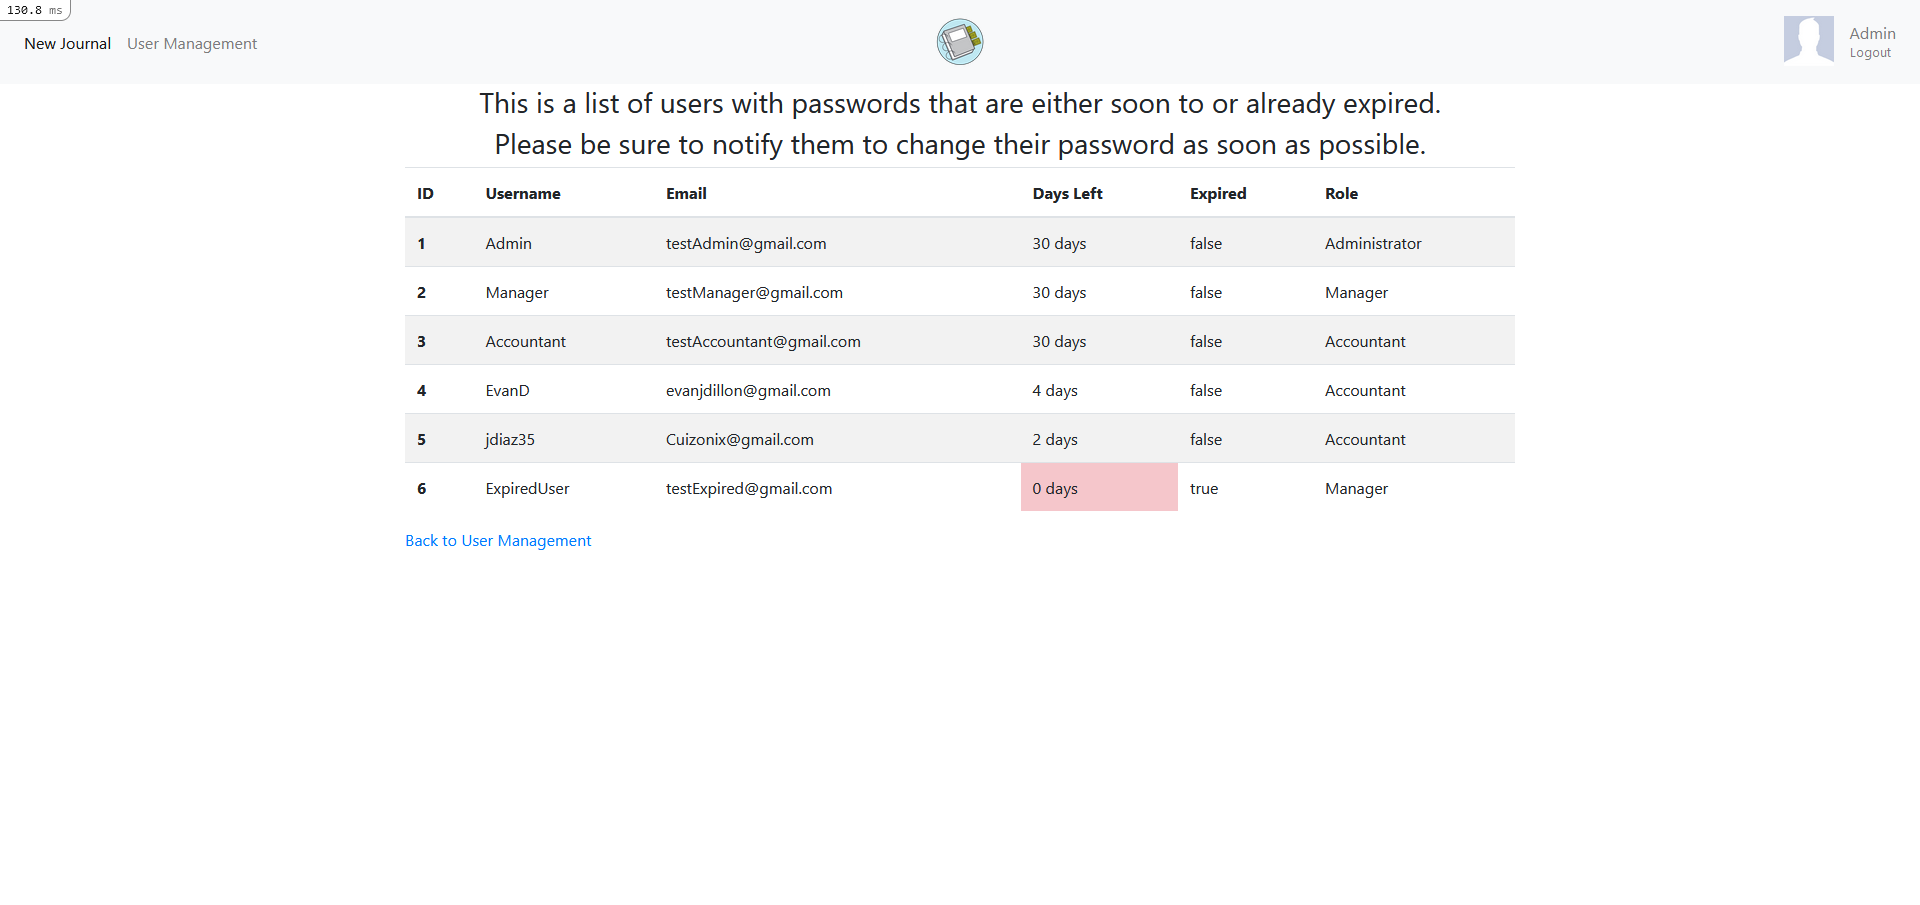 130.8 ms
New Journal User Management
Admin
Logout
This is a list of users with passwords that are either soon to or already expired.
Please be sure to notify them to change their password as soon as possible.
ID Username Email Days Left Expired Role
1 Admin testAdmin@gmail.com 30 days false Administrator
2 Manager testManager@gmail.com 30 days false Manager
3 Accountant testAccountant@gmail.com 30 days false Accountant
4 EvanD evanjdillon@gmail.com 4 days false Accountant
5 jdiaz35 Cuizonix@gmail.com 2 days false Accountant
6 ExpiredUser testExpired@gmail.com 0 days true Manager
Back to User Management